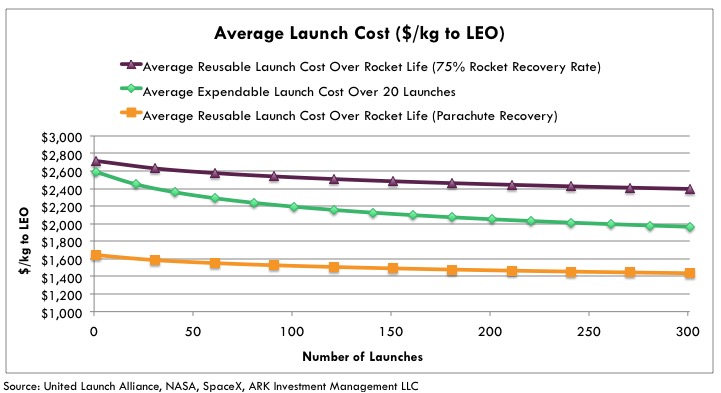 Average Launch Cost ($/kg to LEO)
Average Reusable Launch Cost Over Rocket Life (75% Rocket Recovery Rate)
Average Expendable Launch Cost Over 20 Launches
Average Reusable Launch Cost Over Rocket Life (Parachute Recovery)
$/kg to LEO
$3,000
$2,800
$2,600
$2,400
$2,200
$2,000
$1,800
$1,600
$1,400
$1,200
$1,000
0 50 100 150 200 250 300
Number of Launches
Source: United Launch Alliance, NASA, SpaceX, ARK Investment Management LLC